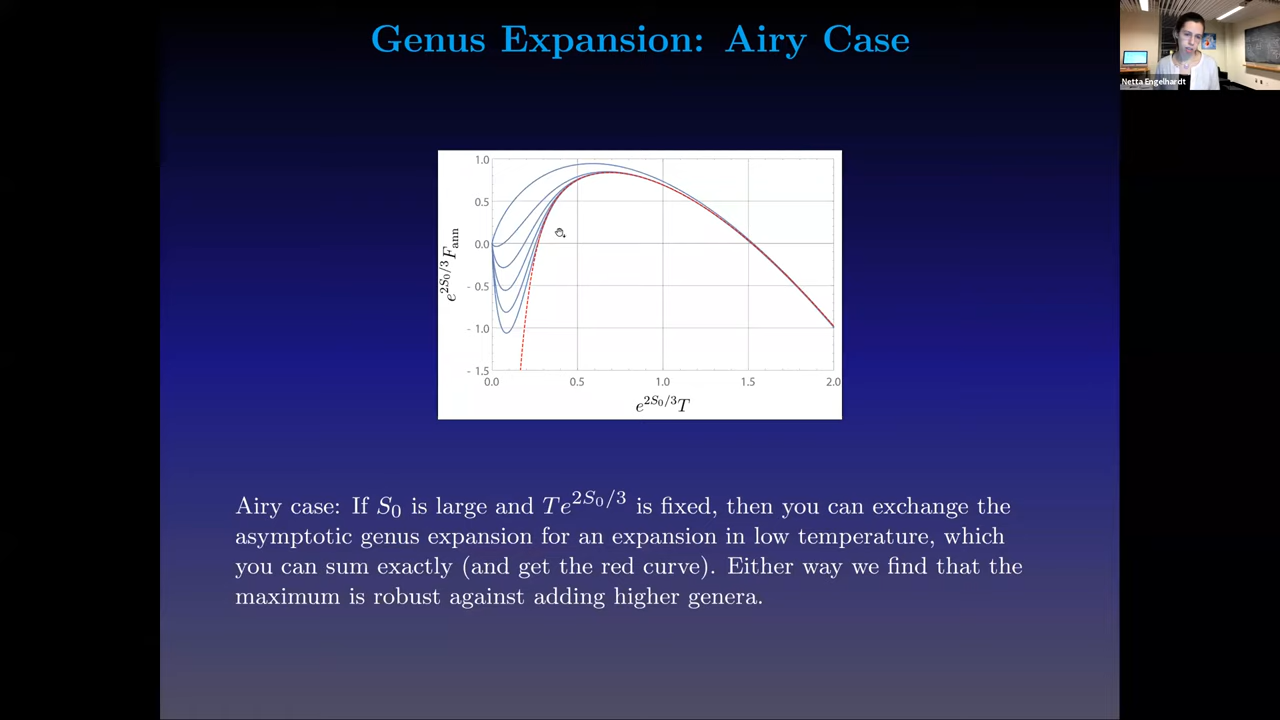 Genus Expansion: Airy Case
Netta Engelhardt
1.0
0.5
0.0
- 0.5
- 1.0
- 1.5
e^{2S_0/3}F_{ann}
0.0 0.5 1.0 1.5 2.0
e^{2S_0/3}T
Airy case: If S_0 is large and Te^{2S_0/3} is fixed, then you can exchange the
asymptotic genus expansion for an expansion in low temperature, which
you can sum exactly (and get the red curve). Either way we find that the
maximum is robust against adding higher genera.